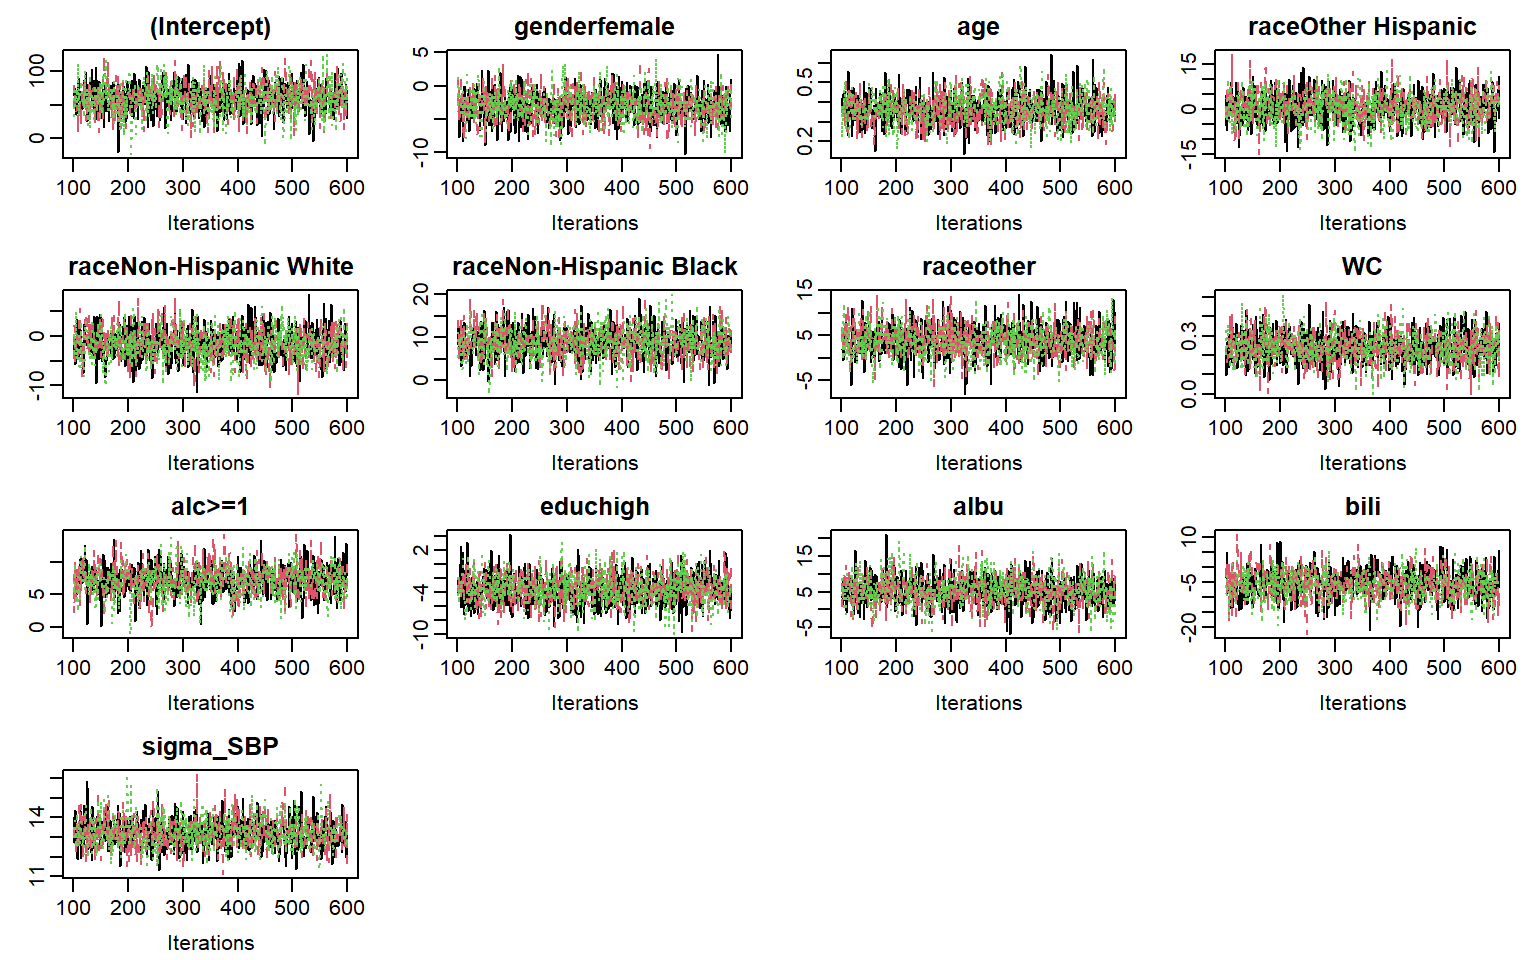 (Intercept) genderfemale age raceOther Hispanic
0 100 -10 0 5 0.2 0.5 -15 0 15
100 200 300 400 500 600 100 200 300 400 500 600 100 200 300 400 500 600 100 200 300 400 500 600
Iterations Iterations Iterations Iterations
raceNon-Hispanic White raceNon-Hispanic Black raceother WC
-10 0 0 10 20 -5 5 15 0.0 0.3
100 200 300 400 500 600 100 200 300 400 500 600 100 200 300 400 500 600 100 200 300 400 500 600
Iterations Iterations Iterations Iterations
alc>=1 educhigh albu bili
0 5 -10 -4 2 -5 5 15 -20 -5 10
100 200 300 400 500 600 100 200 300 400 500 600 100 200 300 400 500 600 100 200 300 400 500 600
Iterations Iterations Iterations Iterations
sigma_SBP
11 14
100 200 300 400 500 600
Iterations